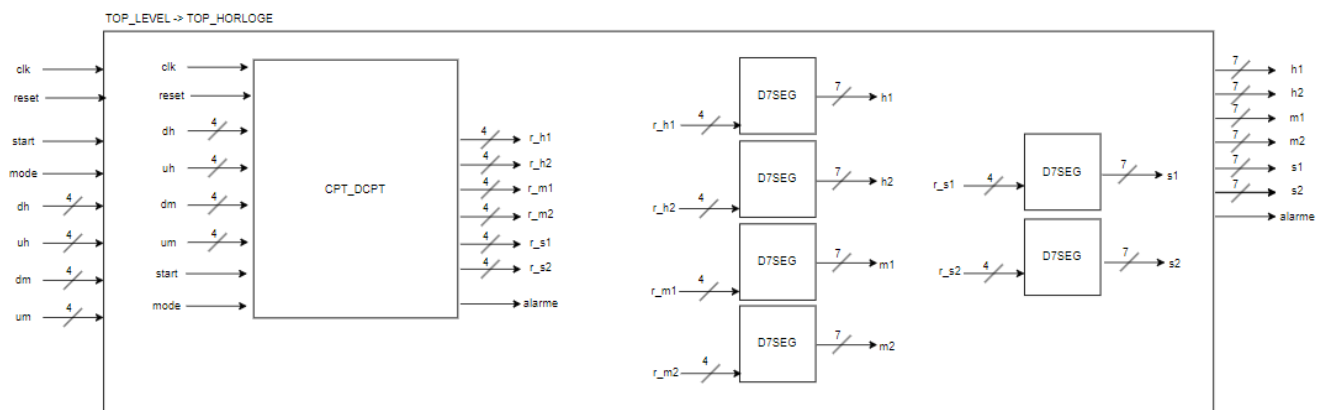 TOP_LEVEL -> TOP_HORLOGE
clk
reset
start
mode
dh
4
uh
4
dm
4
um
4
clk
reset
dh
4
uh
4
dm
4
um
4
start
mode
CPT_DCPT
4
r_h1
4
r_h2
4
r_m1
4
r_m2
4
r_s1
4
r_s2
alarme
r_h1
4
D7SEG
7
h1
r_h2
4
D7SEG
7
h2
r_m1
4
D7SEG
7
m1
r_m2
4
D7SEG
7
m2
r_s1
4
D7SEG
7
s1
r_s2
4
D7SEG
7
s2
7
h1
7
h2
7
m1
7
m2
7
s1
7
s2
alarme